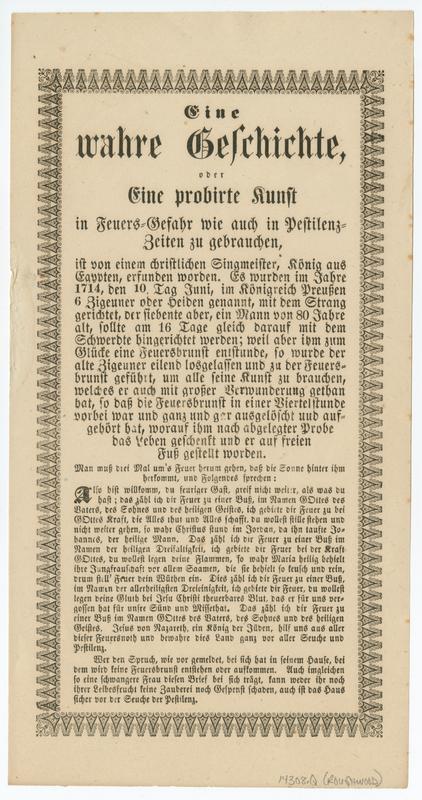 Eine
wahre Geschichte,
oder
Eine probirte Kunst
in Feuers-Gefahr wie auch in Pestilenz-
Zeiten zu gebrauchen,
ist von einem christlichen Singmeister, König aus
Egypten, erfunden worden. Es wurden im Jahre
1714, den 10. Tag Juni, im Königreich Preußen
6 Zigeuner oder Heiden genannt, mit dem Strang
gerichtet, der siebente aber, ein Mann von 80 Jahre
alt, sollte am 16 Tage gleich darauf mit dem
Schwerdte hingerichtet werden; weil aber ihm zum
Glücke eine Feuersbrunst entstunde, so wurde der
alte Zigeuner eilend losgelassen und zu der Feuers-
brunst geführt, um alle seine Kunst zu brauchen,
welches er auch mit großer Verwunderung gethan
hat, so daß die Feuersbrunst in einer Viertelstunde
vorbei war und ganz und gar ausgelöscht und auf-
gehört hat, worauf ihm nach abgelegter Probe
das Leben geschenkt und er auf freien
Fuß gestellt worden.
Man muß drei Mal um's Feuer herum gehen, daß die Sonne hinter ihm
herkommt, und Folgendes sprechen:
Also bist willkomm, du feuriger Gast, greif nicht weiter, als was du
hast; das zähl ich dir Feuer zu einer Buß, im Namen GOttes des
Vaters, des Sohnes und des heiligen Geistes, ich gebiete dir Feuer zu bei
GOttes Kraft, die Alles thut und Alles schafft, du wollest stille stehen und
nicht weiter gehen, so wahr Christus stund im Jordan, da ihn taufte Jo-
hannes, der heilige Mann. Das zähl ich dir Feuer zu einer Buß im
Namen der heiligen Dreifaltigkeit, ich gebiete dir Feuer bei der Kraft
GOttes, du wollest legen deine Flammen, so wahr Maria heilig behielt
ihre Jungfrauschaft vor allem Saamen, die sie behielt so keusch und rein,
drum still' Feuer dein Wüthen ein. Dies zähl ich dir Feuer zu einer Buß,
im Namen der allerheiligsten Dreieinigkeit, ich gebiete dir Feuer, du wollest
legen deine Gluth bei Jesu Christi theuerbares Blut, das er für uns ver-
gossen hat für unser Sünd und Missethat. Das zähl ich dir Feuer zu
einer Buß im Namen GOttes des Vaters, des Sohnes und des heiligen
Geistes. Jesus von Nazareth, ein König der Jüden, hilf uns aus aller
dieser Feuersnoth und bewahre dies Land ganz vor aller Seuche und
Pestilenz.
Wer den Spruch, wie vor gemeldet, bei sich hat in seinem Hause, bei
dem wird keine Feuersbrunst entstehen oder aufkommen. Auch imgleichen
so eine schwangere Frau diesen Brief bei sich trägt, kann weder ihr noch
ihrer Leibesfrucht keine Zauberei noch Gespenst schaden, auch ist das Haus
sicher vor der Seuche der Pestilenz.
14308.Q (ROUGHWOOD)